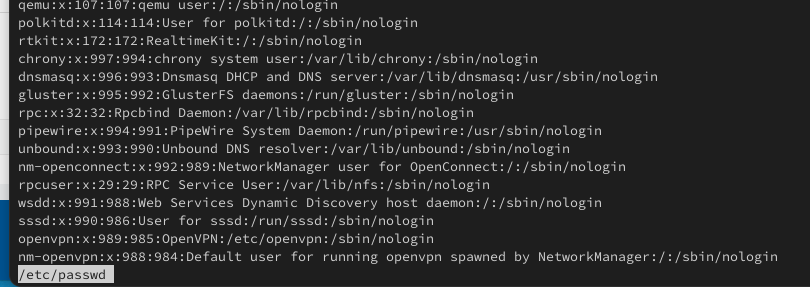 qemu:x:107:107:qemu user:/:/sbin/nologin
polkitd:x:114:114:User for polkitd:/:/sbin/nologin
rtkit:x:172:172:RealtimeKit:/:/sbin/nologin
chrony:x:997:994:chrony system user:/var/lib/chrony:/sbin/nologin
dnsmasq:x:996:993:Dnsmasq DHCP and DNS server:/var/lib/dnsmasq:/usr/sbin/nologin
gluster:x:995:992:GlusterFS daemons:/run/gluster:/sbin/nologin
rpc:x:32:32:Rpcbind Daemon:/var/lib/rpcbind:/sbin/nologin
pipewire:x:994:991:PipeWire System Daemon:/run/pipewire:/usr/sbin/nologin
unbound:x:993:990:Unbound DNS resolver:/var/lib/unbound:/sbin/nologin
nm-openconnect:x:992:989:NetworkManager user for OpenConnect:/:/sbin/nologin
rpcuser:x:29:29:RPC Service User:/var/lib/nfs:/sbin/nologin
wsdd:x:991:988:Web Services Dynamic Discovery host daemon:/:/sbin/nologin
sssd:x:990:986:User for sssd:/run/sssd:/sbin/nologin
openvpn:x:989:985:OpenVPN:/etc/openvpn:/sbin/nologin
nm-openvpn:x:988:984:Default user for running openvpn spawned by NetworkManager:/:/sbin/nologin
/etc/passwd